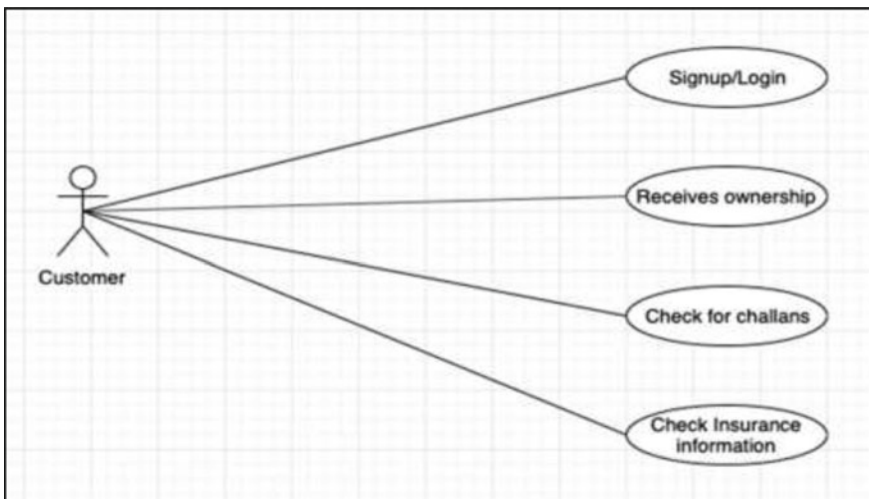 Signup/Login
Receives ownership
Customer
Check for challans
Check Insurance
information